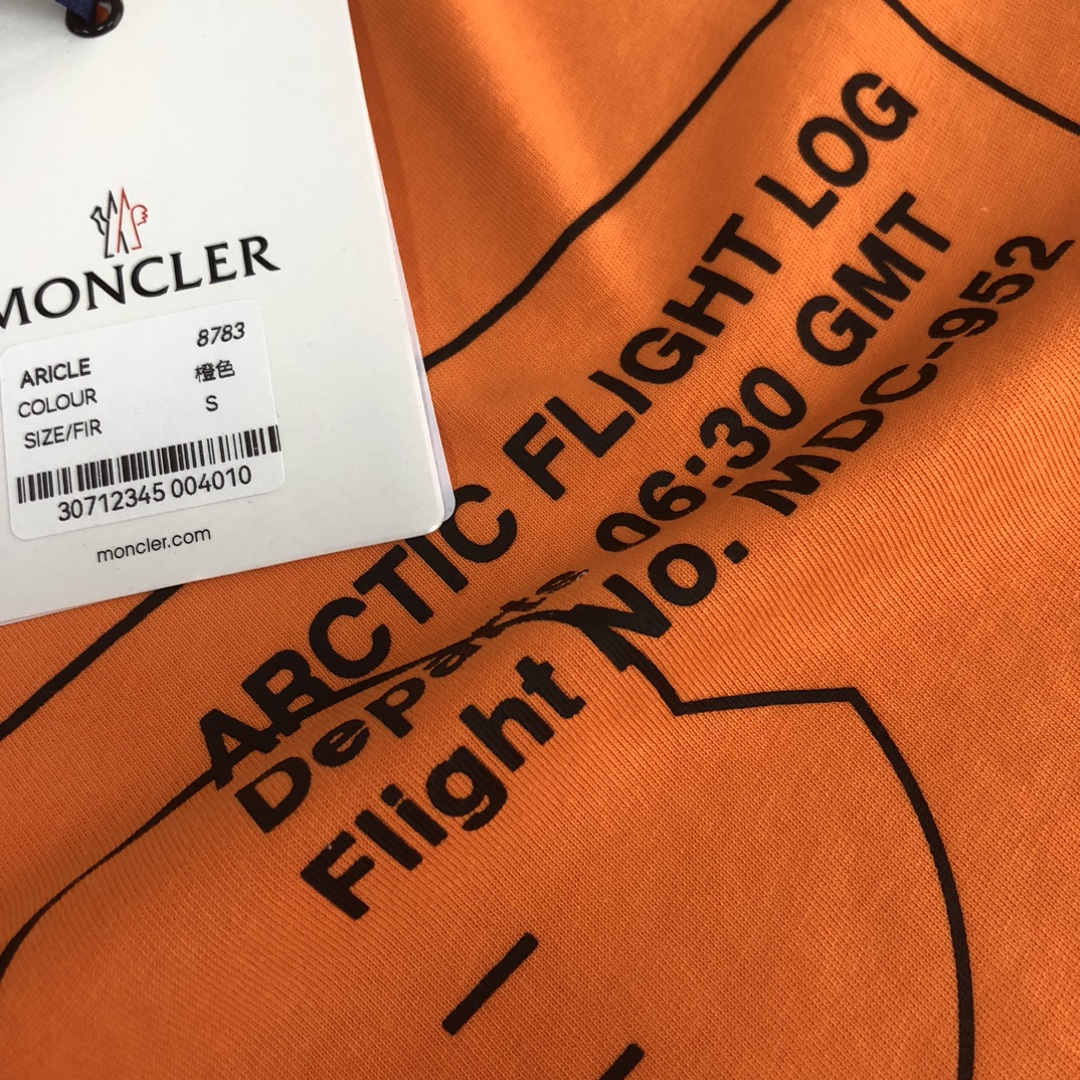 MONCLER
8783
ARICLE
COLOUR 橙色
SIZE/FIR S
30712345 004010
moncler.com
ARCTIC FLIGHT LOG
Departs 06:30 GMT
Flight No. MDC-952